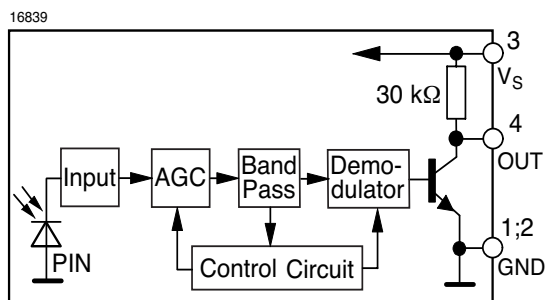 16839
3
V_S
30 kΩ
4
OUT
Input
AGC
Band
Pass
Demo-
dulator
1;2
GND
PIN
Control Circuit